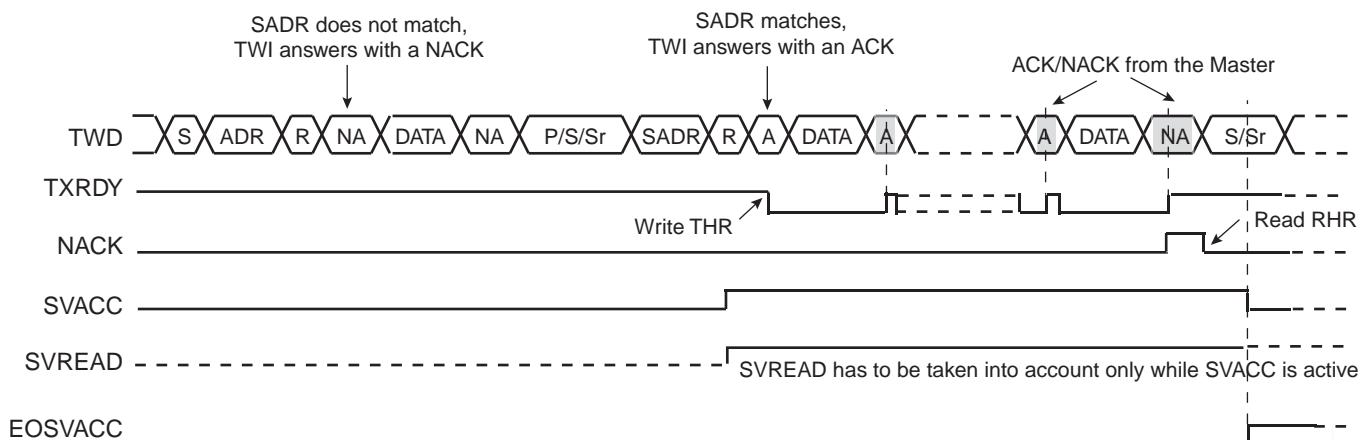 SADR does not match,
TWI answers with a NACK
SADR matches,
TWI answers with an ACK
ACK/NACK from the Master
TWD S ADR R NA DATA NA P/S/Sr SADR R A DATA A A DATA NA S/Sr
TXRDY
Write THR
Read RHR
NACK
SVACC
SVREAD
SVREAD has to be taken into account only while SVACC is active
EOSVACC